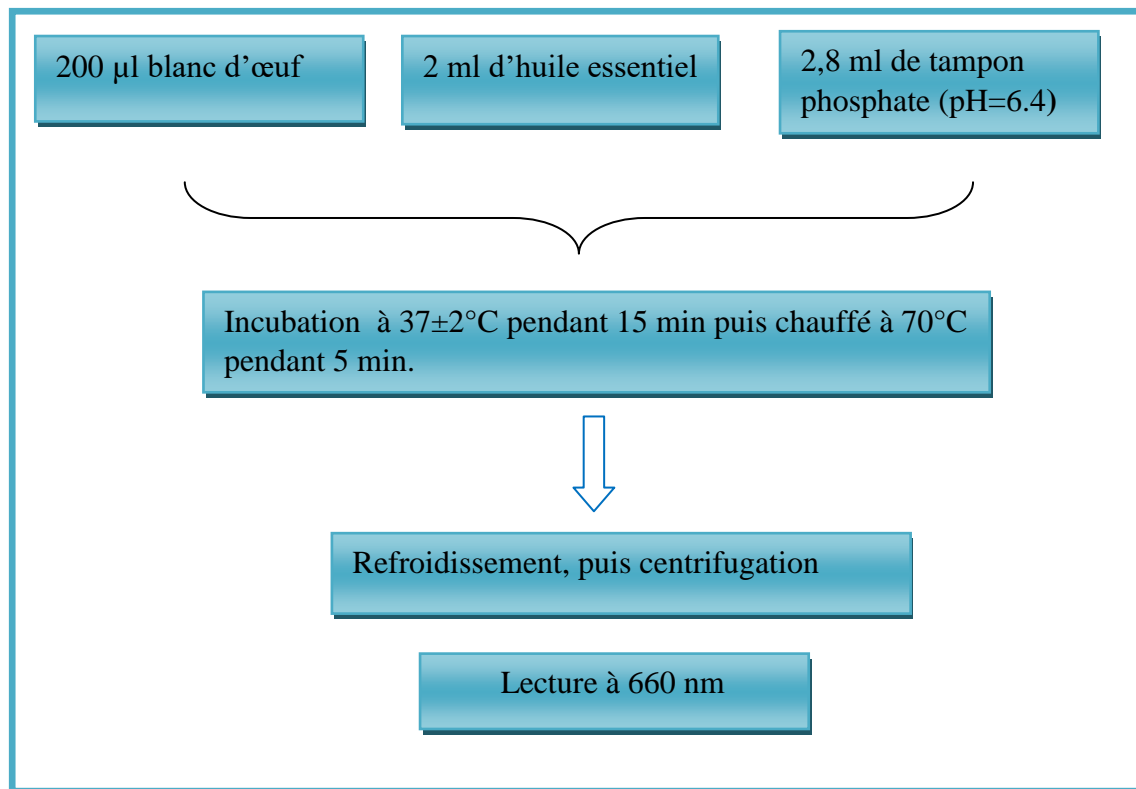 200 µl blanc d’œuf
2 ml d’huile essentiel
2,8 ml de tampon
phosphate (pH=6.4)
Incubation à 37±2°C pendant 15 min puis chauffé à 70°C
pendant 5 min.
Refroidissement, puis centrifugation
Lecture à 660 nm